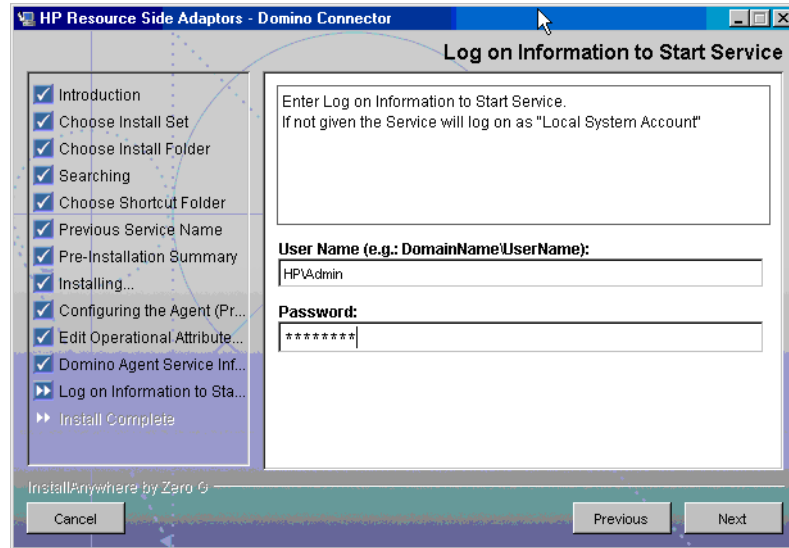 HP Resource Side Adaptors - Domino Connector
Log on Information to Start Service
Introduction
Choose Install Set
Choose Install Folder
Searching
Choose Shortcut Folder
Previous Service Name
Pre-Installation Summary
Installing...
Configuring the Agent (Pr...
Edit Operational Attribute...
Domino Agent Service Inf...
Log on Information to Sta...
Install Complete
Enter Log on Information to Start Service.
If not given the Service will log on as "Local System Account"
User Name (e.g.: DomainName\UserName):
HP\Admin
Password:
********
InstallAnywhere by Zero G
Cancel
Previous
Next